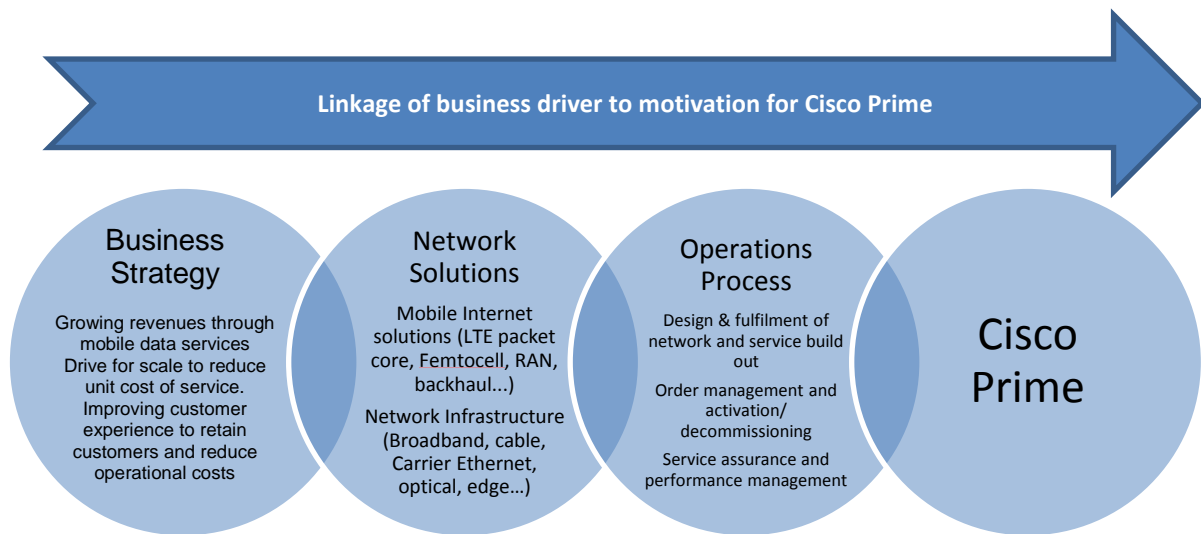 Linkage of business driver to motivation for Cisco Prime
Business
Strategy
Growing revenues through
mobile data services
Drive for scale to reduce
unit cost of service.
Improving customer
experience to retain
customers and reduce
operational costs
Network
Solutions
Mobile Internet
solutions (LTE packet
core, Femtocell, RAN,
backhaul...)
Network Infrastructure
(Broadband, cable,
Carrier Ethernet,
optical, edge…)
Operations
Process
Design & fulfilment of
network and service build
out
Order management and
activation/
decommissioning
Service assurance and
performance management
Cisco
Prime